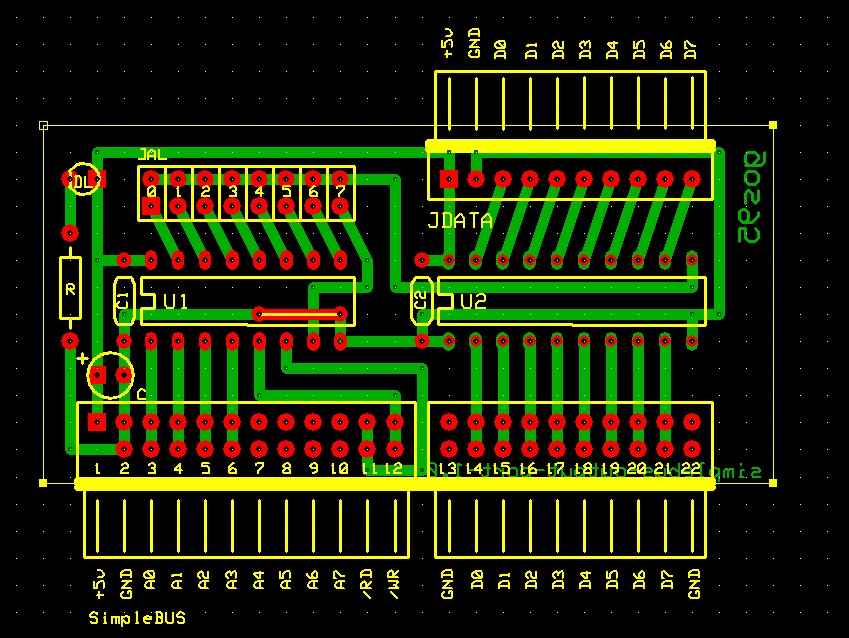 +5v GND D0 D1 D2 D3 D4 D5 D6 D7
JAL
DL
0 1 2 3 4 5 6 7
g0s92
JDATA
R
C1
U1
C2
U2
+
C
1 2 3 4 5 6 7 8 9 10 11 12
13 14 15 16 17 18 19 20 21 22
+5v GND A0 A1 A2 A3 A4 A5 A6 A7 /RD /WR
GND D0 D1 D2 D3 D4 D5 D6 D7 GND
SimpleBUS